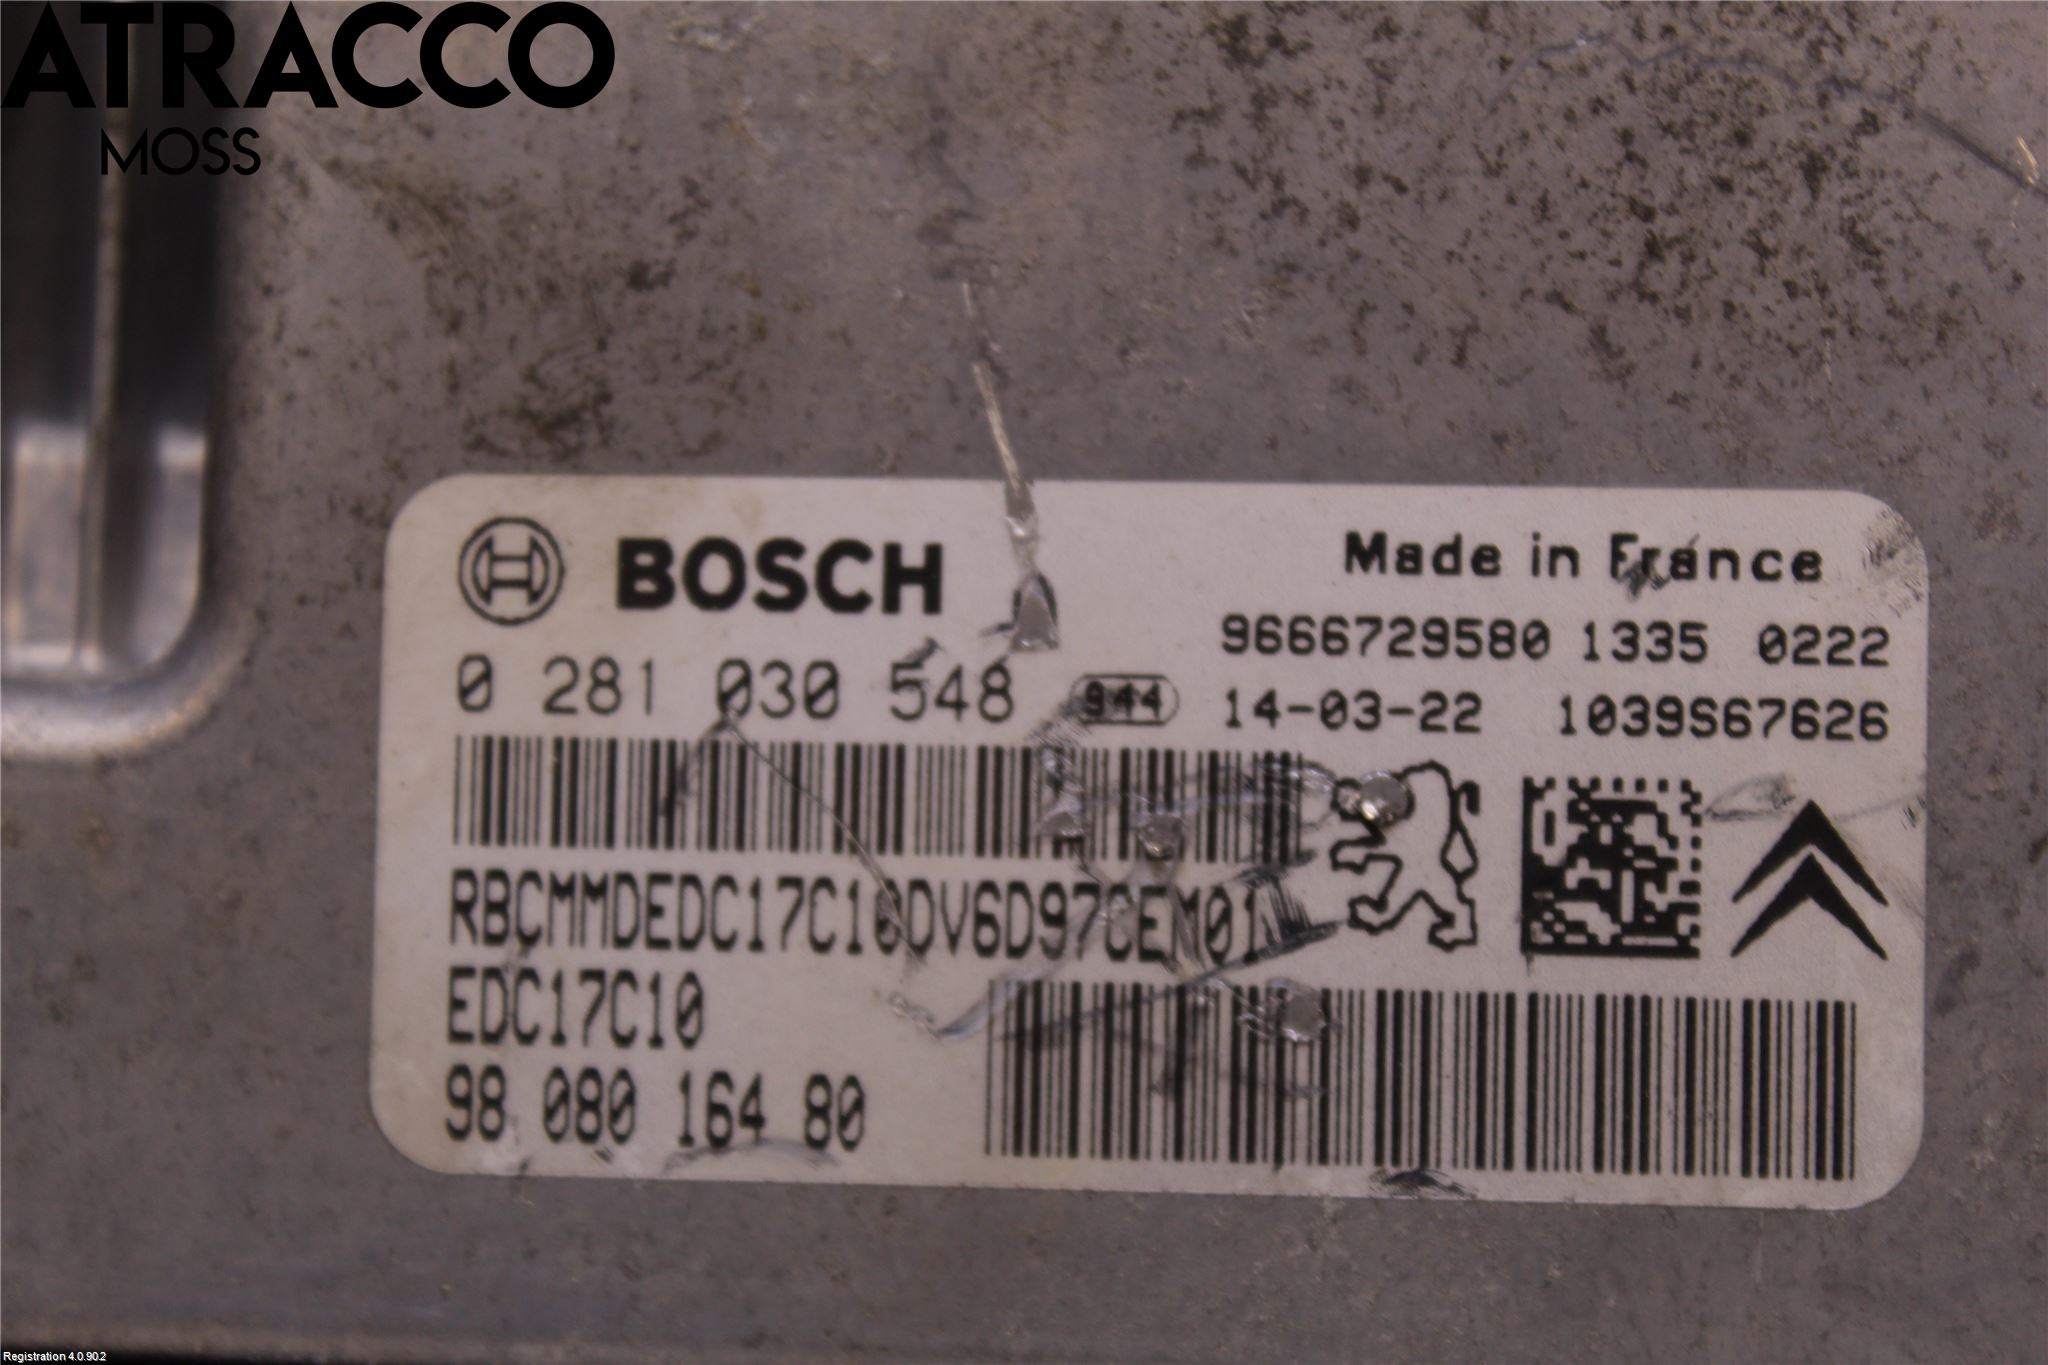 ATRACCO
MOSS
BOSCH
Made in France
9666729580 1335 0222
0 281 030 548 944
14-03-22 1039S67626
RBCMMDEDC17C10DV6D97CEM01
EDC17C10
98 080 164 80
Registration 4.0.90.2